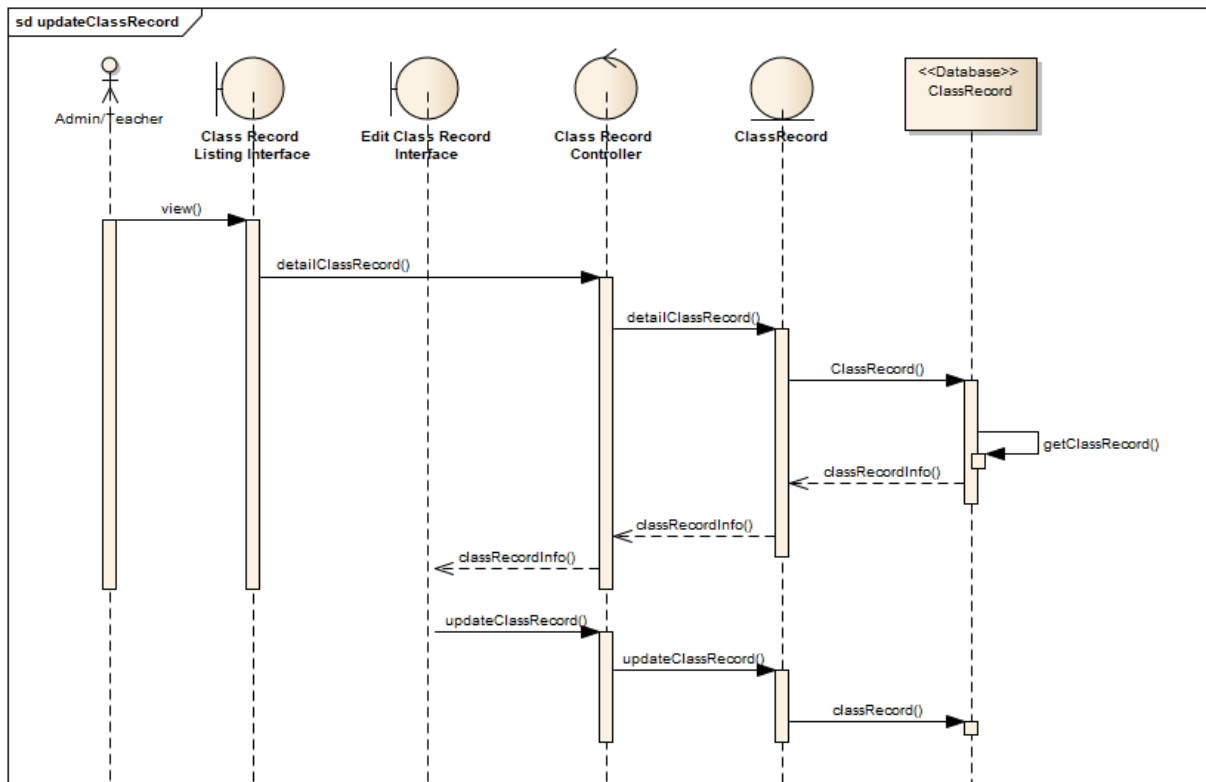 sd updateClassRecord
Admin/Teacher
Class Record
Listing Interface
Edit Class Record
Interface
Class Record
Controller
ClassRecord
<<Database>>
ClassRecord
view()
detailClassRecord()
detailClassRecord()
ClassRecord()
getClassRecord()
classRecordInfo()
classRecordInfo()
classRecordInfo()
updateClassRecord()
updateClassRecord()
classRecord()